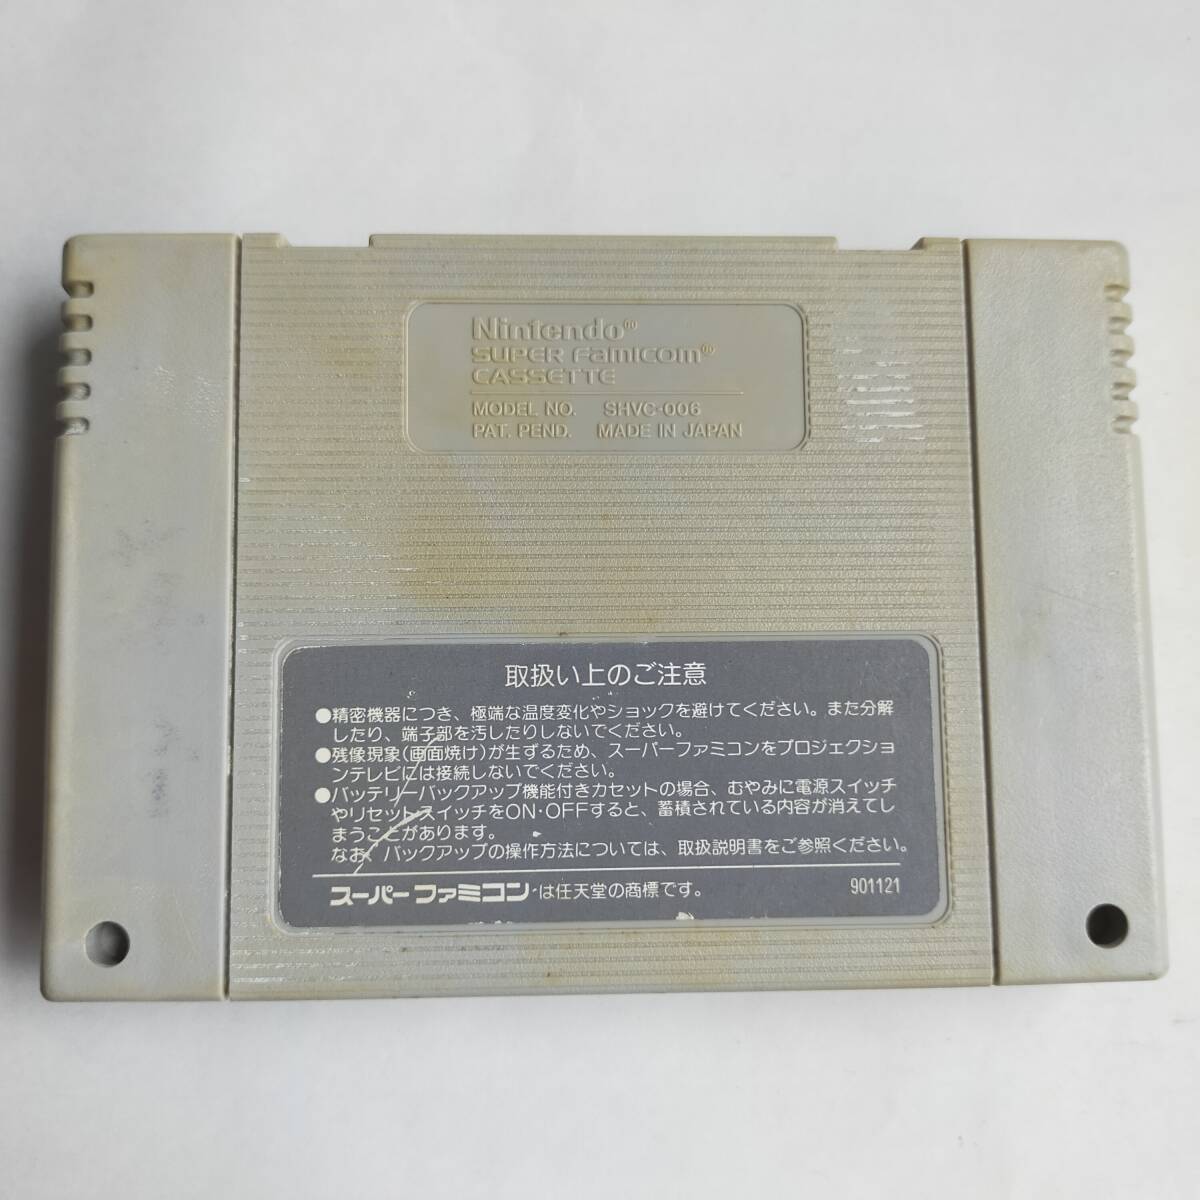 Nintendo®
SUPER FAMICOM®
CASSETTE
MODEL NO. SHVC-006
PAT. PEND. MADE IN JAPAN
取扱い上のご注意
●精密機器につき、極端な温度変化やショックを避けてください。また分解
したり、端子部を汚したりしないでください。
●残像現象(画面焼け)が生ずるため、スーパーファミコンをプロジェクショ
ンテレビには接続しないでください。
●バッテリーバックアップ機能付きカセットの場合、むやみに電源スイッチ
やリセットスイッチをON・OFFすると、蓄積されている内容が消えてし
まうことがあります。
なお、バックアップの操作方法については、取扱説明書をご参照ください。
スーパーファミコンは任天堂の商標です。 901121